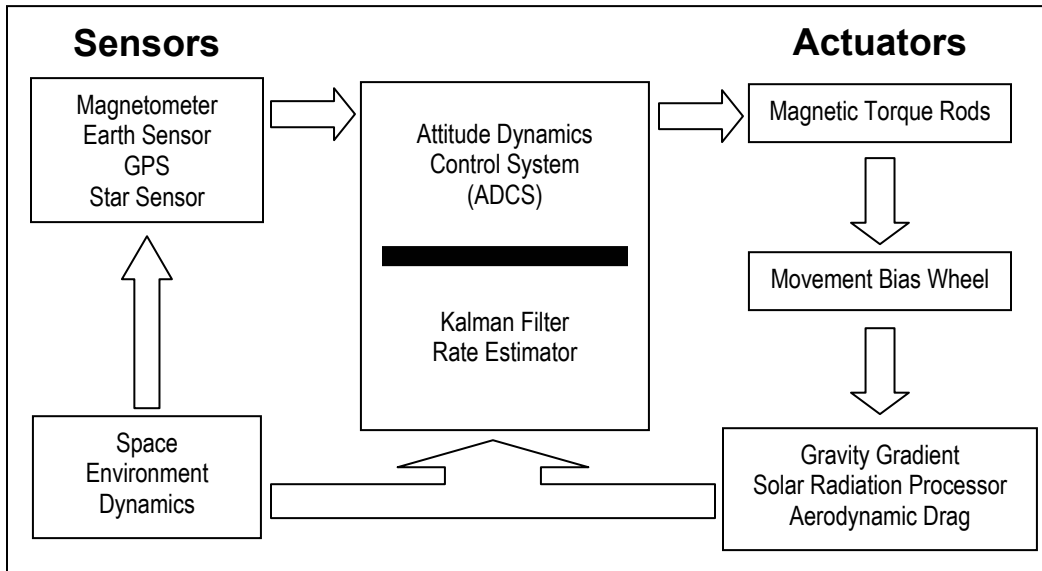 Sensors
Actuators
Magnetometer
Earth Sensor
GPS
Star Sensor
Attitude Dynamics
Control System
(ADCS)
Kalman Filter
Rate Estimator
Magnetic Torque Rods
Movement Bias Wheel
Space
Environment
Dynamics
Gravity Gradient
Solar Radiation Processor
Aerodynamic Drag